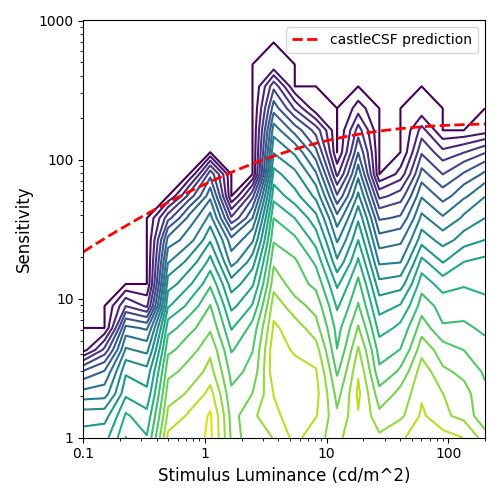 1000
castleCSF prediction
100
Sensitivity
10
1
0.1 1 10 100
Stimulus Luminance (cd/m^2)